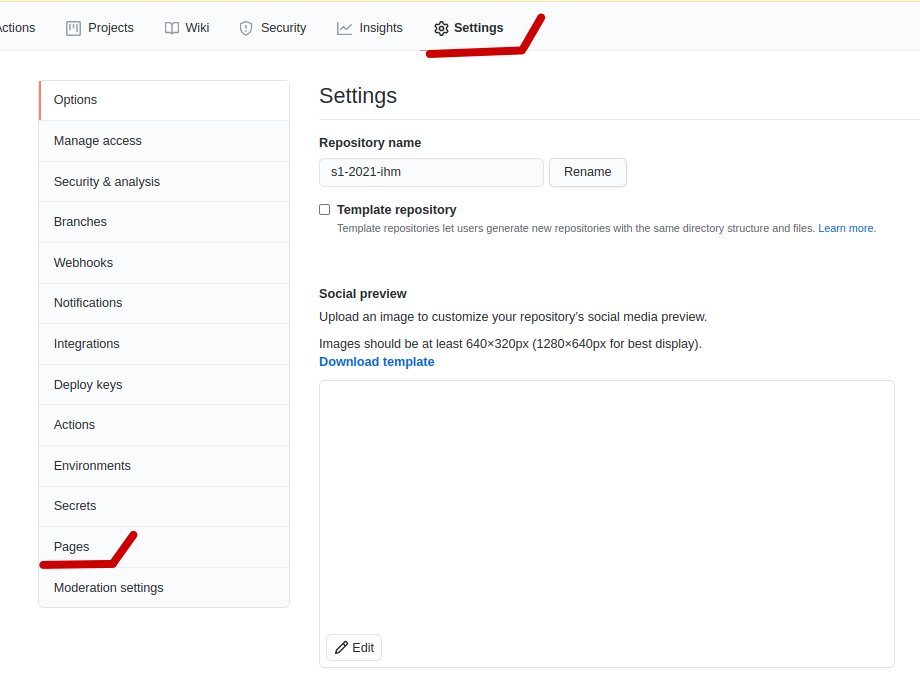 Projects Wiki Security Insights Settings
Options
Manage access
Security & analysis
Branches
Webhooks
Notifications
Integrations
Deploy keys
Actions
Environments
Secrets
Pages
Moderation settings
Settings
Repository name
s1-2021-ihm Rename
Template repository
Template repositories let users generate new repositories with the same directory structure and files. Learn more.
Social preview
Upload an image to customize your repository's social media preview.
Images should be at least 640×320px (1280×640px for best display).
Download template
Edit